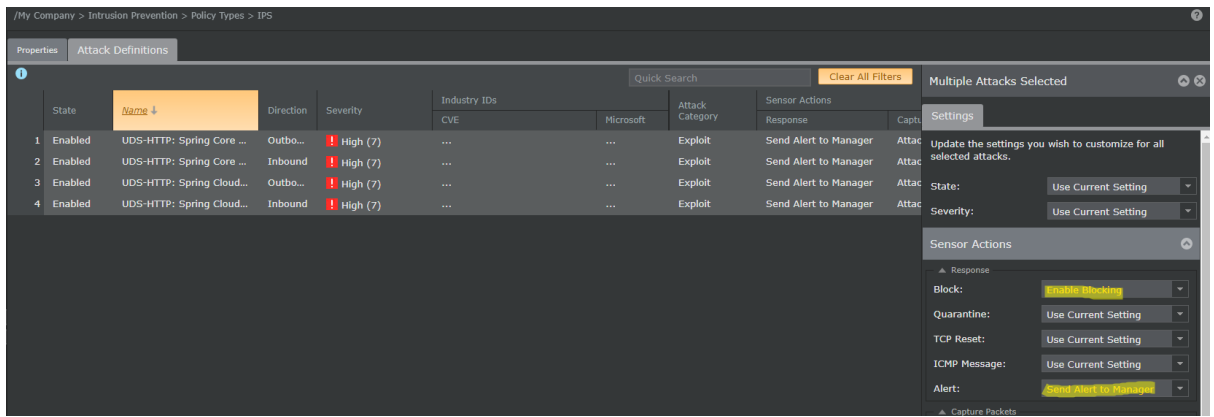 /My Company > Intrusion Prevention > Policy Types > IPS
Properties Attack Definitions
Quick Search Clear All Filters
State Name Direction Severity Industry IDs Attack Category Sensor Actions
CVE Microsoft Response Captu
1 Enabled UDS-HTTP: Spring Core ... Outbo... ! High (7) ... ... Exploit Send Alert to Manager Attac
2 Enabled UDS-HTTP: Spring Core ... Inbound ! High (7) ... ... Exploit Send Alert to Manager Attac
3 Enabled UDS-HTTP: Spring Cloud... Outbo... ! High (7) ... ... Exploit Send Alert to Manager Attac
4 Enabled UDS-HTTP: Spring Cloud... Inbound ! High (7) ... ... Exploit Send Alert to Manager Attac
Multiple Attacks Selected
Settings
Update the settings you wish to customize for all
selected attacks.
State: Use Current Setting
Severity: Use Current Setting
Sensor Actions
Response
Block: Enable Blocking
Quarantine: Use Current Setting
TCP Reset: Use Current Setting
ICMP Message: Use Current Setting
Alert: Send Alert to Manager
Capture Packets